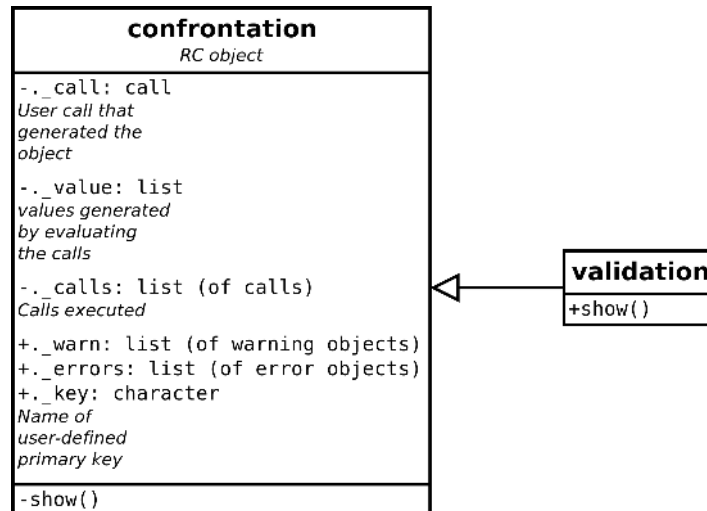 confrontation
RC object
-._call: call
User call that
generated the
object
-._value: list
values generated
by evaluating
the calls
-._calls: list (of calls)
Calls executed
+._warn: list (of warning objects)
+._errors: list (of error objects)
+._key: character
Name of
user-defined
primary key
-show()
validation
+show()